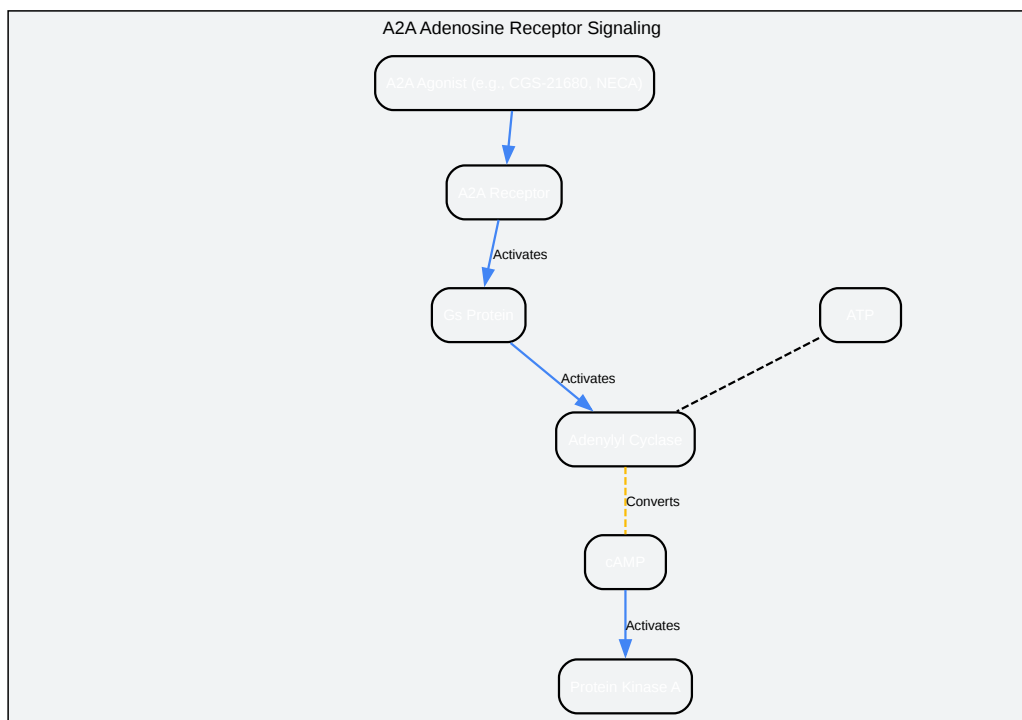 A2A Adenosine Receptor Signaling
A2A Agonist (e.g., CGS-21680, NECA)
A2A Receptor
Activates
Gs Protein
ATP
Activates
Adenylyl Cyclase
Converts
cAMP
Activates
Protein Kinase A